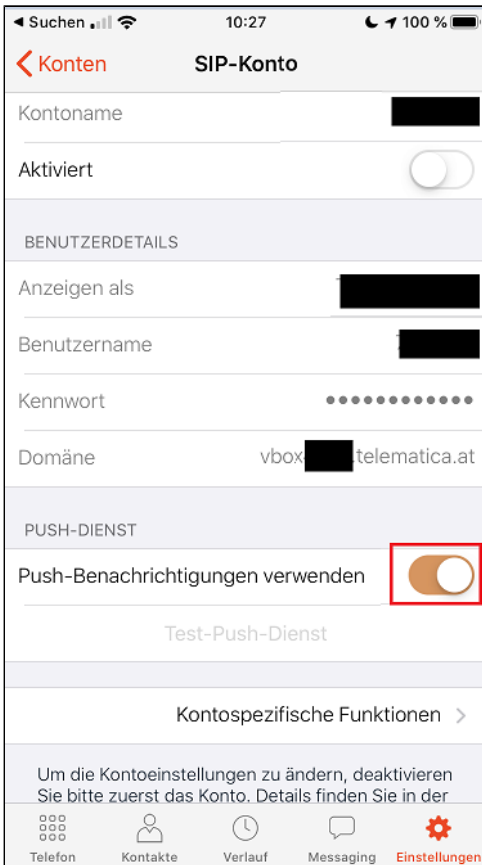 Suchen 10:27 100 %
Konten SIP-Konto
Kontoname
Aktiviert
BENUTZERDETAILS
Anzeigen als
Benutzername
Kennwort ••••••••••••
Domäne vbox telematica.at
PUSH-DIENST
Push-Benachrichtigungen verwenden
Test-Push-Dienst
Kontospezifische Funktionen
Um die Kontoeinstellungen zu ändern, deaktivieren
Sie bitte zuerst das Konto. Details finden Sie in der
Telefon Kontakte Verlauf Messaging Einstellungen